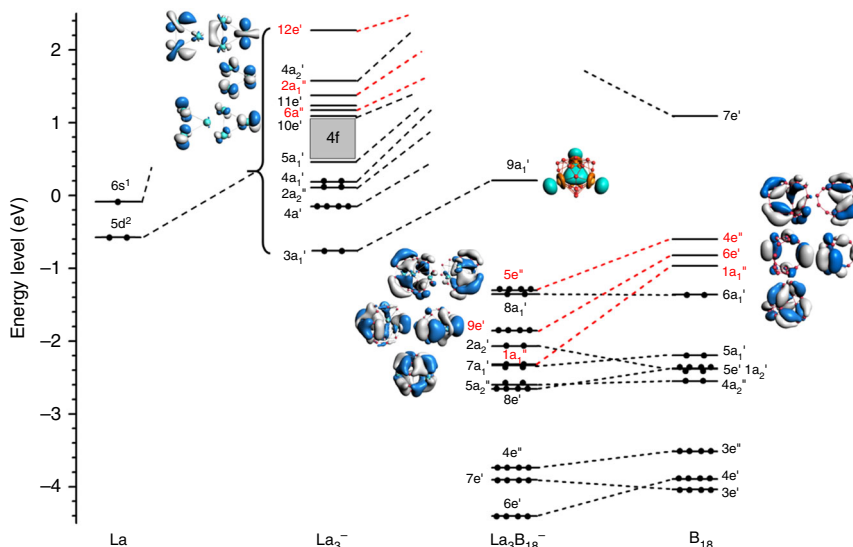 Energy level (eV)
2
1
0
−1
−2
−3
−4
6s¹
5d²
La
12e'
4a₂'
2a₁"
11e'
6a"
10e'
4f
5a₁'
4a₁'
2a₂"
4a'
3a₁'
La₃⁻
9a₁'
5e"
8a₁'
9e'
2a₂'
1a₁"
7a₁'
5a₂"
8e'
4e"
7e'
6e'
La₃B₁₈⁻
7e'
4e"
6e'
1a₁"
6a₁'
5a₁'
5e' 1a₂'
4a₂"
3e"
4e'
3e'
B₁₈